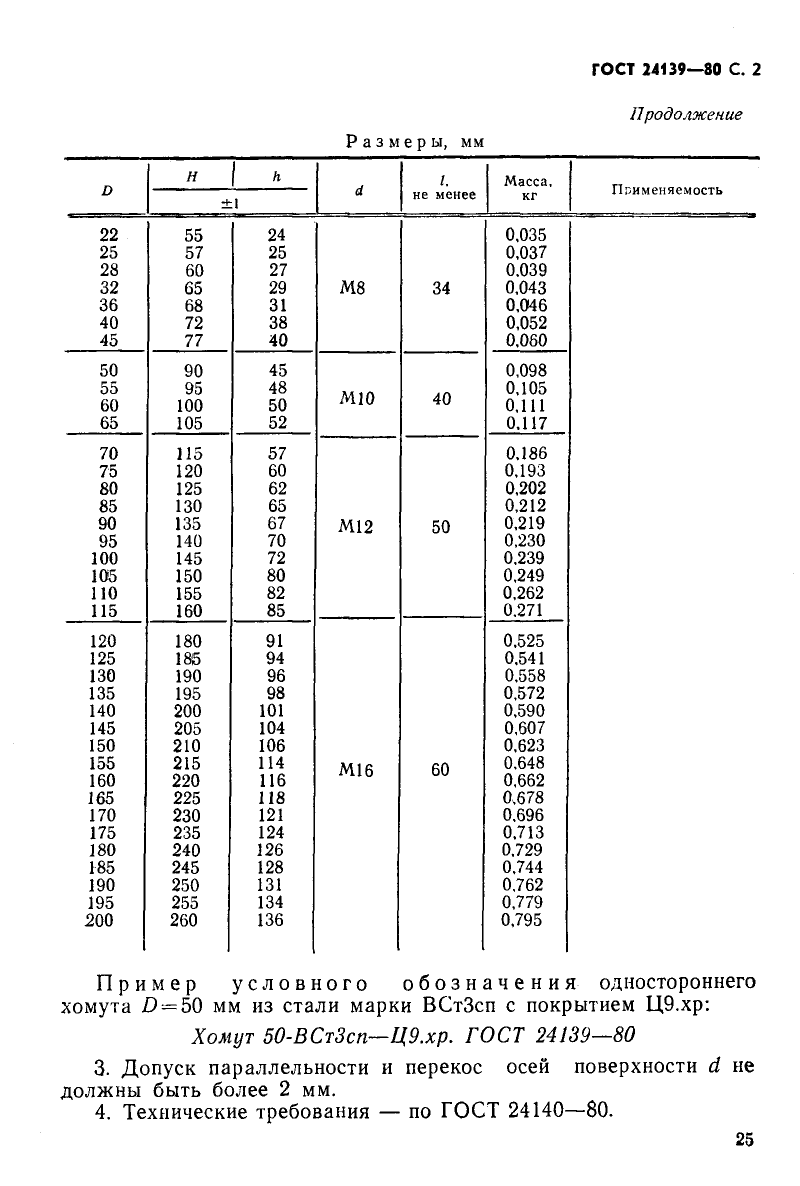 ГОСТ 24139—80 С. 2
Продолжение
Размеры, мм
D H h d l, не менее Масса, кг Применяемость
±1
22 55 24 0,035
25 57 25 0,037
28 60 27 0,039
32 65 29 М8 34 0,043
36 68 31 0,046
40 72 38 0,052
45 77 40 0,060
50 90 45 0,098
55 95 48 0,105
М10 40
60 100 50 0,111
65 105 52 0,117
70 115 57 0,186
75 120 60 0,193
80 125 62 0,202
85 130 65 0,212
90 135 67 М12 50 0,219
95 140 70 0,230
100 145 72 0,239
105 150 80 0,249
110 155 82 0,262
115 160 85 0,271
120 180 91 0,525
125 185 94 0,541
130 190 96 0,558
135 195 98 0,572
140 200 101 0,590
145 205 104 0,607
150 210 106 0,623
155 215 114 0,648
М16 60
160 220 116 0,662
165 225 118 0,678
170 230 121 0,696
175 235 124 0,713
180 240 126 0,729
185 245 128 0,744
190 250 131 0,762
195 255 134 0,779
200 260 136 0,795
Пример условного обозначения одностороннего
хомута D=50 мм из стали марки ВСт3сп с покрытием Ц9.хр:
Хомут 50-ВСт3сп—Ц9.хр. ГОСТ 24139—80
3. Допуск параллельности и перекос осей поверхности d не
должны быть более 2 мм.
4. Технические требования — по ГОСТ 24140—80.
25